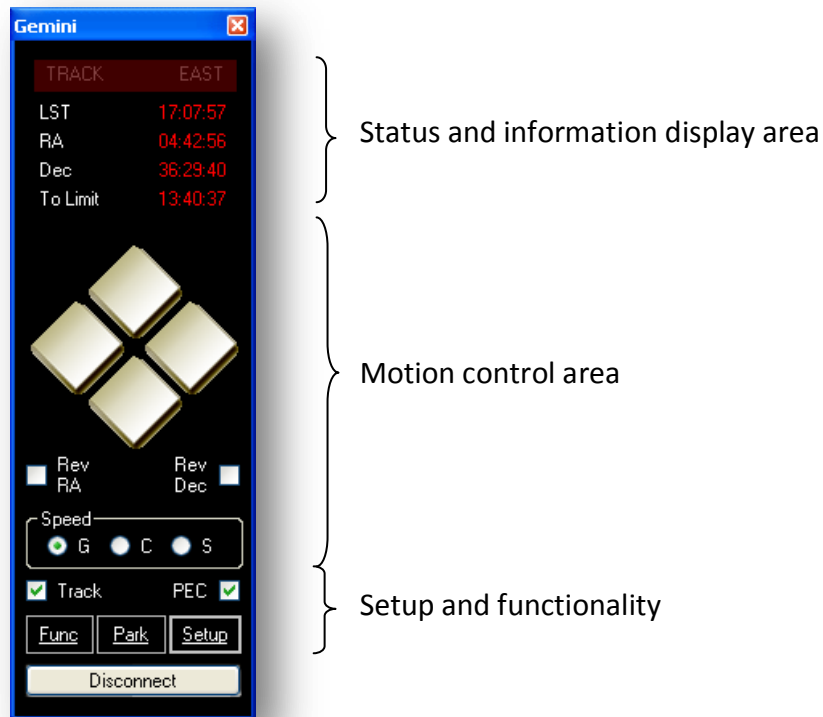 Gemini
TRACK EAST
LST 17:07:57
RA 04:42:56
Dec 36:29:40
To Limit 13:40:37
Status and information display area
Motion control area
Rev RA Rev Dec
Speed
G C S
Track PEC
Setup and functionality
Func Park Setup
Disconnect